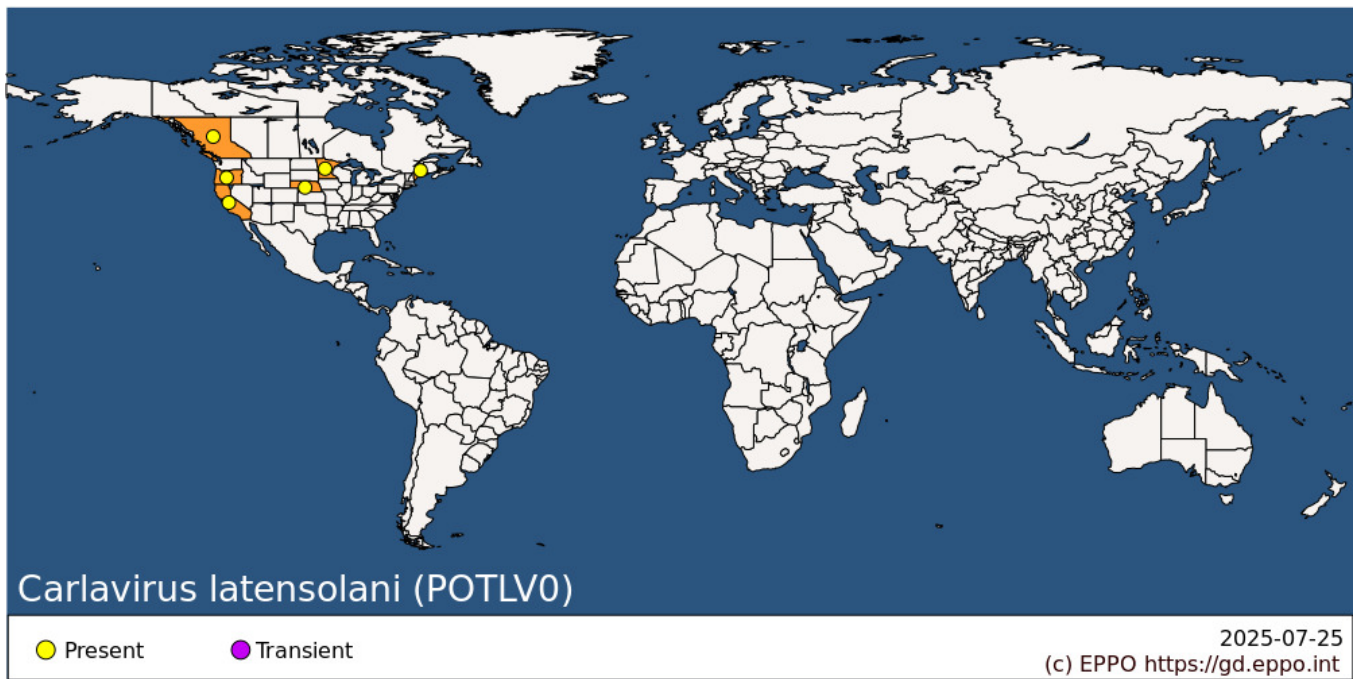 Carlavirus latensolani (POTLV0)
Present
Transient
2025-07-25
(c) EPPO https://gd.eppo.int